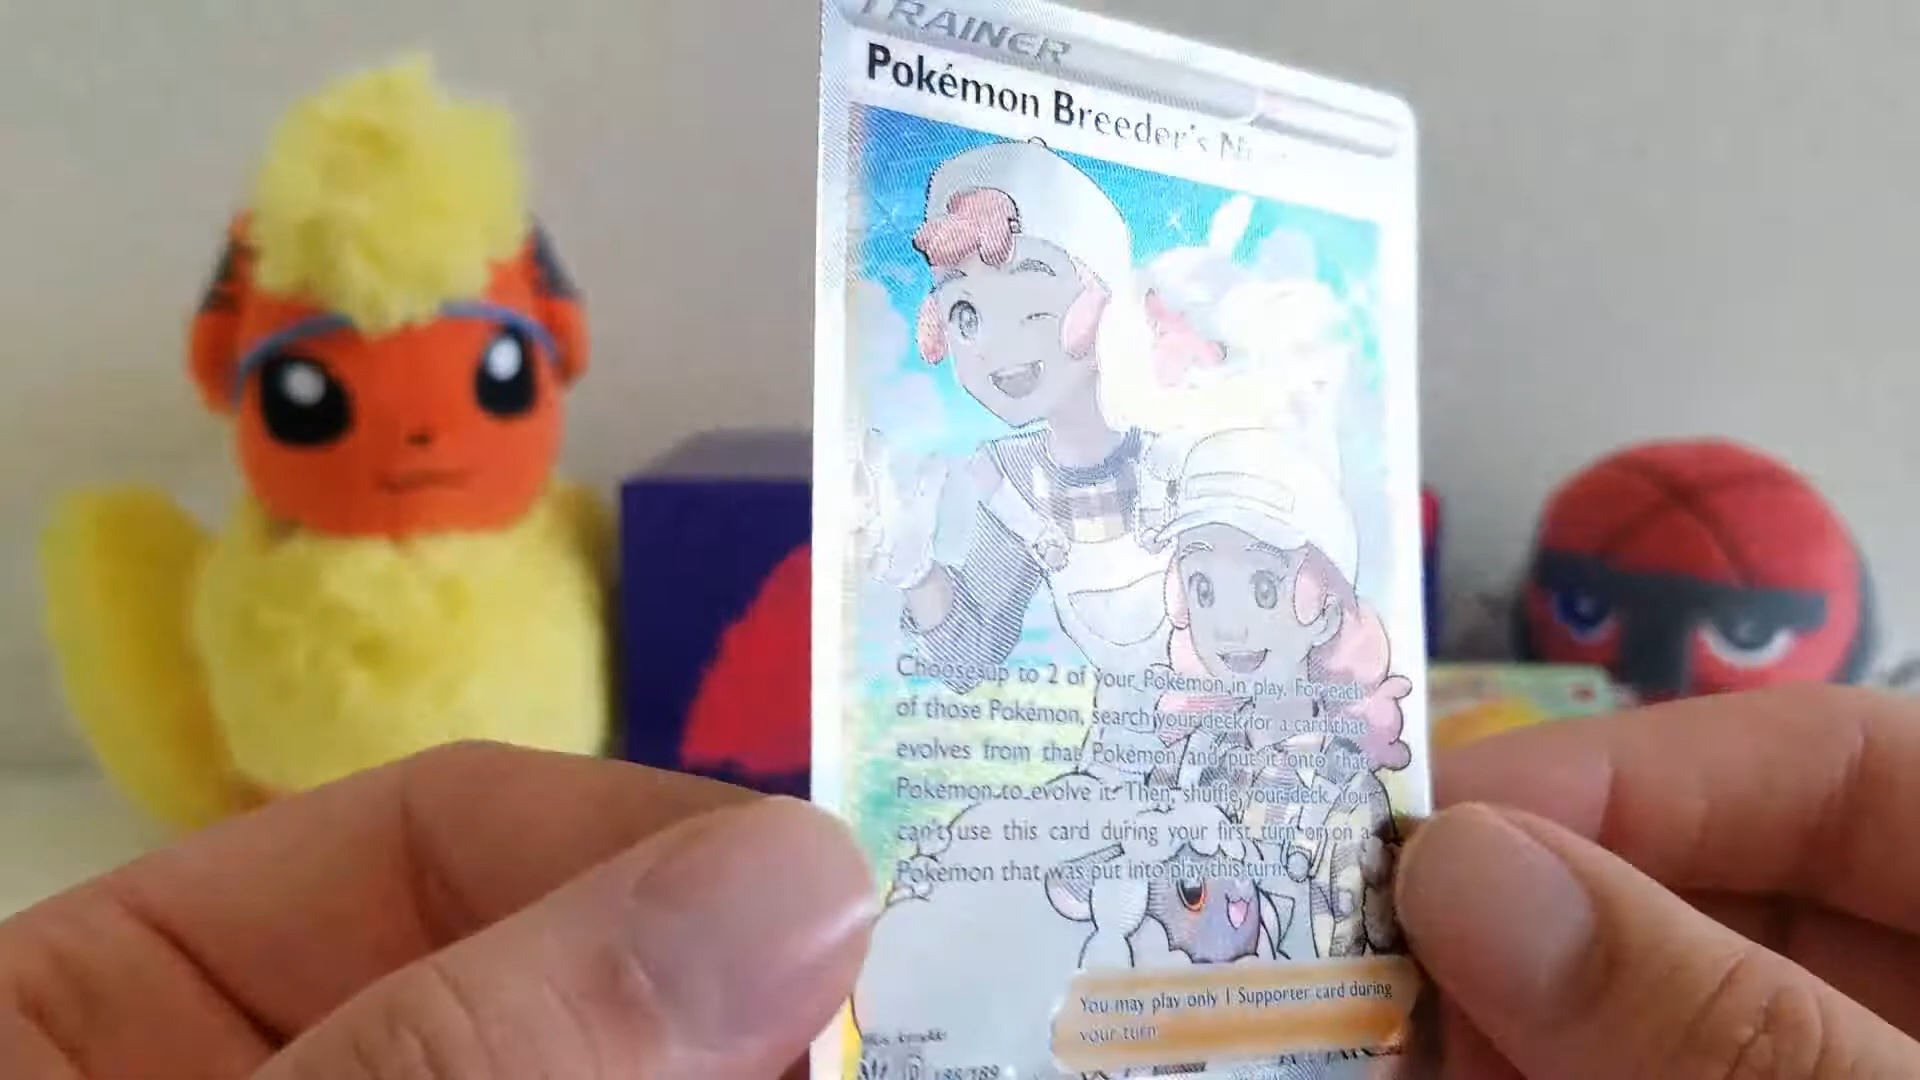 TRAINER
Pokémon Breeder's
Choose up to 2 of your Pokémon in play. For each
of those Pokémon, search your deck for a card that
evolves from that Pokémon and put it onto that
Pokémon to evolve it. Then, shuffle your deck. You
can't use this card during your first turn or on a
Pokémon that was put into play this turn.
You may play only 1 Supporter card during
your turn